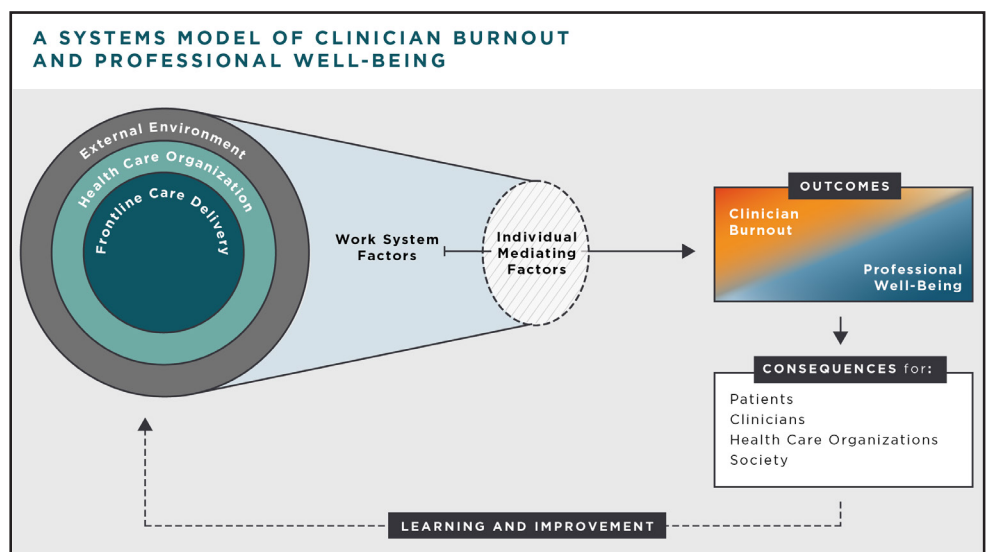 A SYSTEMS MODEL OF CLINICIAN BURNOUT
AND PROFESSIONAL WELL-BEING
External Environment
Health Care Organization
Frontline Care Delivery
Work System
Factors
Individual
Mediating
Factors
OUTCOMES
Clinician
Burnout
Professional
Well-Being
CONSEQUENCES for:
Patients
Clinicians
Health Care Organizations
Society
LEARNING AND IMPROVEMENT